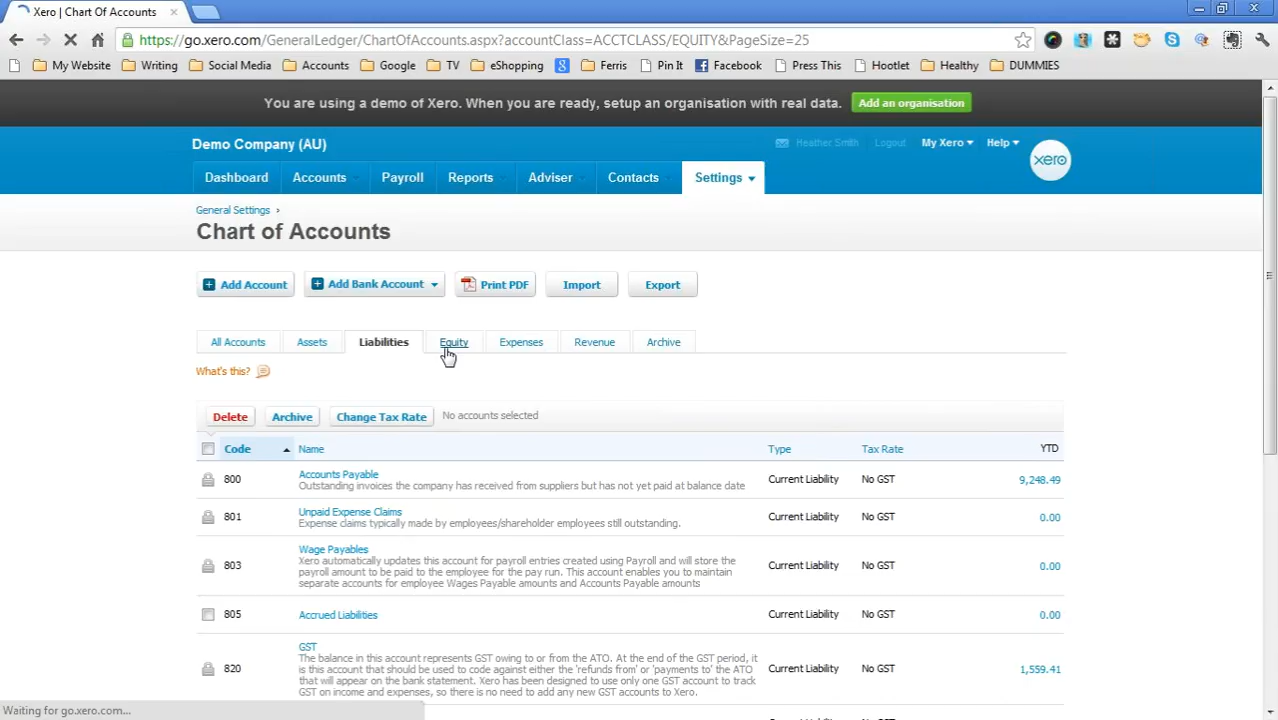 Xero | Chart Of Accounts
https://go.xero.com/GeneralLedger/ChartOfAccounts.aspx?accountClass=ACCTCLASS/EQUITY&PageSize=25
My Website Writing Social Media Accounts Google TV eShopping Ferris Pin It Facebook Press This Hootlet Healthy DUMMIES
You are using a demo of Xero. When you are ready, setup an organisation with real data. Add an organisation
Demo Company (AU) Heather Smith Logout My Xero Help
xero
Dashboard Accounts Payroll Reports Adviser Contacts Settings
General Settings ›
Chart of Accounts
Add Account Add Bank Account Print PDF Import Export
All Accounts Assets Liabilities Equity Expenses Revenue Archive
What's this?
Delete Archive Change Tax Rate No accounts selected
Code Name Type Tax Rate YTD
800 Accounts Payable Current Liability No GST 9,248.49
Outstanding invoices the company has received from suppliers but has not yet paid at balance date
801 Unpaid Expense Claims Current Liability No GST 0.00
Expense claims typically made by employees/shareholder employees still outstanding.
803 Wage Payables Current Liability No GST 0.00
Xero automatically updates this account for payroll entries created using Payroll and will store the
payroll amount to be paid to the employee for the pay run. This account enables you to maintain
separate accounts for employee Wages Payable amounts and Accounts Payable amounts
805 Accrued Liabilities Current Liability No GST 0.00
820 GST Current Liability No GST 1,559.41
The balance in this account represents GST owing to or from the ATO. At the end of the GST period, it
is this account that should be used to code against either the 'refunds from' or 'payments to' the ATO
that will appear on the bank statement. Xero has been designed to use only one GST account to track
GST on income and expenses, so there is no need to add any new GST accounts to Xero.
Waiting for go.xero.com...